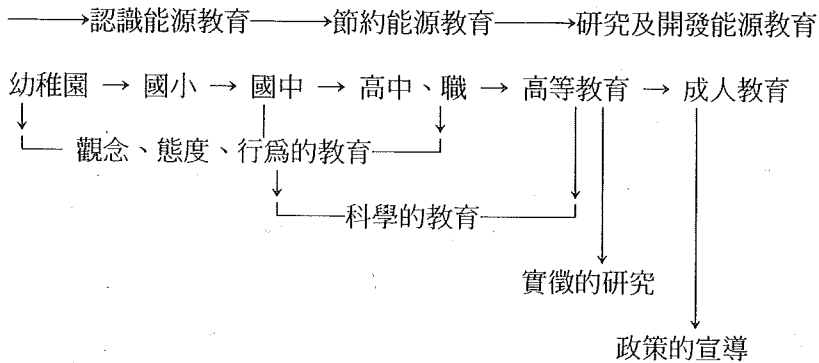 認識能源教育 節約能源教育 研究及開發能源教育
幼稚園 → 國小 → 國中 → 高中、職 → 高等教育 → 成人教育
觀念、態度、行爲的教育
科學的教育
實徵的研究
政策的宣導